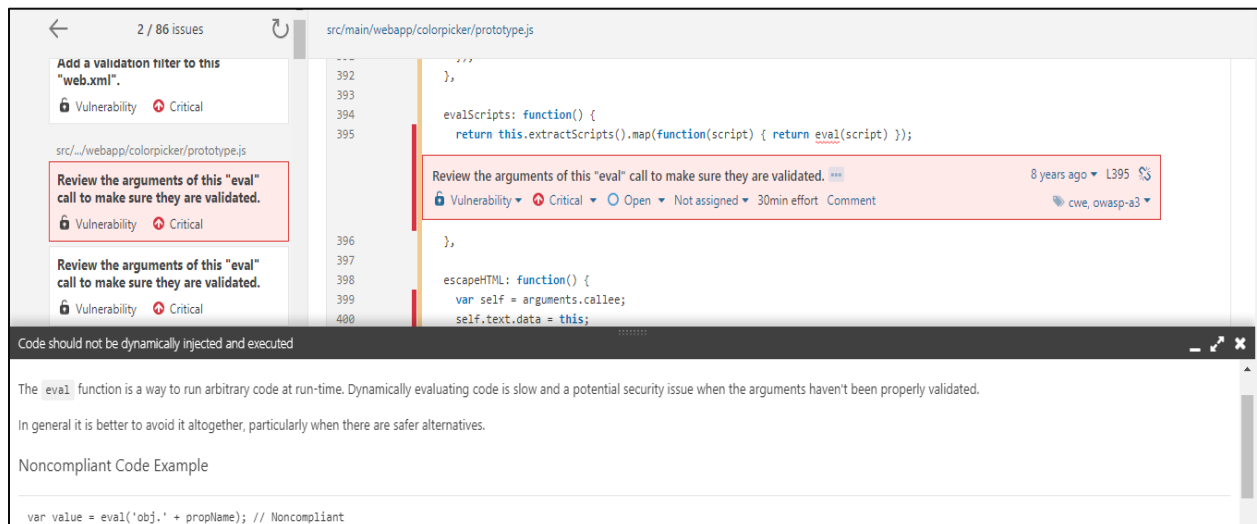 2 / 86 issues
Add a validation filter to this
"web.xml".
Vulnerability Critical
src/.../webapp/colorpicker/prototype.js
Review the arguments of this "eval"
call to make sure they are validated.
Vulnerability Critical
Review the arguments of this "eval"
call to make sure they are validated.
Vulnerability Critical
src/main/webapp/colorpicker/prototype.js
392 },
393
394 evalScripts: function() {
395 return this.extractScripts().map(function(script) { return eval(script) });
Review the arguments of this "eval" call to make sure they are validated. ••• 8 years ago L395
Vulnerability Critical Open Not assigned 30min effort Comment cwe, owasp-a3
396 },
397
398 escapeHTML: function() {
399 var self = arguments.callee;
400 self.text.data = this;
Code should not be dynamically injected and executed
The eval function is a way to run arbitrary code at run-time. Dynamically evaluating code is slow and a potential security issue when the arguments haven't been properly validated.
In general it is better to avoid it altogether, particularly when there are safer alternatives.
Noncompliant Code Example
var value = eval('obj.' + propName); // Noncompliant